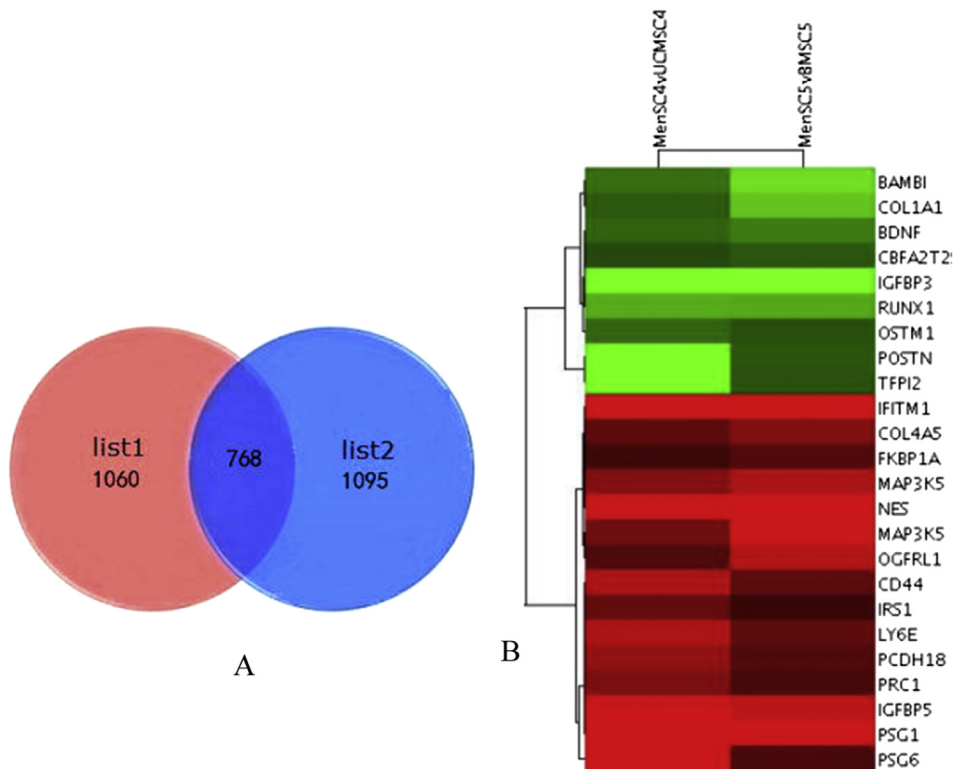 MenSC4vUCMSC4
MenSC5vBMSC5
list1
1060
768
list2
1095
A
B
BAMBI
COL1A1
BDNF
CBFA2T2
IGFBP3
RUNX1
OSTM1
POSTN
TFPI2
IFITM1
COL4A5
FKBP1A
MAP3K5
NES
MAP3K5
OGFRL1
CD44
IRS1
LY6E
PCDH18
PRC1
IGFBP5
PSG1
PSG6